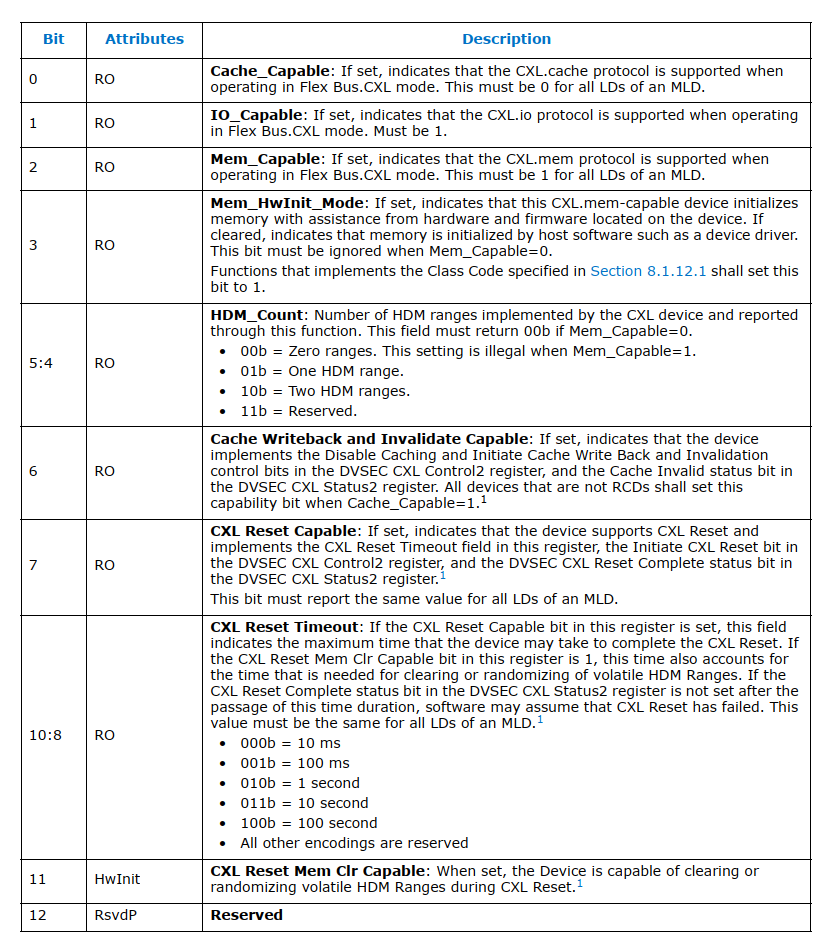 Bit Attributes Description
0 RO Cache_Capable: If set, indicates that the CXL.cache protocol is supported when
operating in Flex Bus.CXL mode. This must be 0 for all LDs of an MLD.
1 RO IO_Capable: If set, indicates that the CXL.io protocol is supported when operating
in Flex Bus.CXL mode. Must be 1.
2 RO Mem_Capable: If set, indicates that the CXL.mem protocol is supported when
operating in Flex Bus.CXL mode. This must be 1 for all LDs of an MLD.
3 RO Mem_HwInit_Mode: If set, indicates that this CXL.mem-capable device initializes
memory with assistance from hardware and firmware located on the device. If
cleared, indicates that memory is initialized by host software such as a device driver.
This bit must be ignored when Mem_Capable=0.
Functions that implements the Class Code specified in Section 8.1.12.1 shall set this
bit to 1.
5:4 RO HDM_Count: Number of HDM ranges implemented by the CXL device and reported
through this function. This field must return 00b if Mem_Capable=0.
• 00b = Zero ranges. This setting is illegal when Mem_Capable=1.
• 01b = One HDM range.
• 10b = Two HDM ranges.
• 11b = Reserved.
6 RO Cache Writeback and Invalidate Capable: If set, indicates that the device
implements the Disable Caching and Initiate Cache Write Back and Invalidation
control bits in the DVSEC CXL Control2 register, and the Cache Invalid status bit in
the DVSEC CXL Status2 register. All devices that are not RCDs shall set this
capability bit when Cache_Capable=1.1
7 RO CXL Reset Capable: If set, indicates that the device supports CXL Reset and
implements the CXL Reset Timeout field in this register, the Initiate CXL Reset bit in
the DVSEC CXL Control2 register, and the DVSEC CXL Reset Complete status bit in
the DVSEC CXL Status2 register.1
This bit must report the same value for all LDs of an MLD.
10:8 RO CXL Reset Timeout: If the CXL Reset Capable bit in this register is set, this field
indicates the maximum time that the device may take to complete the CXL Reset. If
the CXL Reset Mem Clr Capable bit in this register is 1, this time also accounts for
the time that is needed for clearing or randomizing of volatile HDM Ranges. If the
CXL Reset Complete status bit in the DVSEC CXL Status2 register is not set after the
passage of this time duration, software may assume that CXL Reset has failed. This
value must be the same for all LDs of an MLD.1
• 000b = 10 ms
• 001b = 100 ms
• 010b = 1 second
• 011b = 10 second
• 100b = 100 second
• All other encodings are reserved
11 HwInit CXL Reset Mem Clr Capable: When set, the Device is capable of clearing or
randomizing volatile HDM Ranges during CXL Reset.1
12 RsvdP Reserved